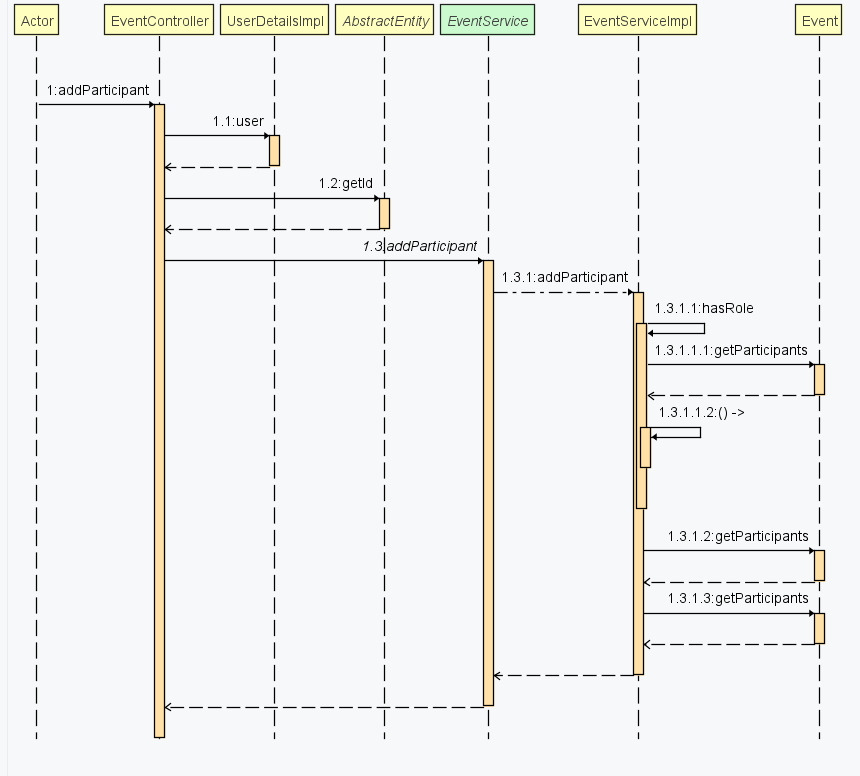 Actor
EventController
UserDetailsImpl
AbstractEntity
EventService
EventServiceImpl
Event
1:addParticipant
1.1:user
1.2:getId
1.3:addParticipant
1.3.1:addParticipant
1.3.1.1:hasRole
1.3.1.1.1:getParticipants
1.3.1.1.2:() ->
1.3.1.2:getParticipants
1.3.1.3:getParticipants